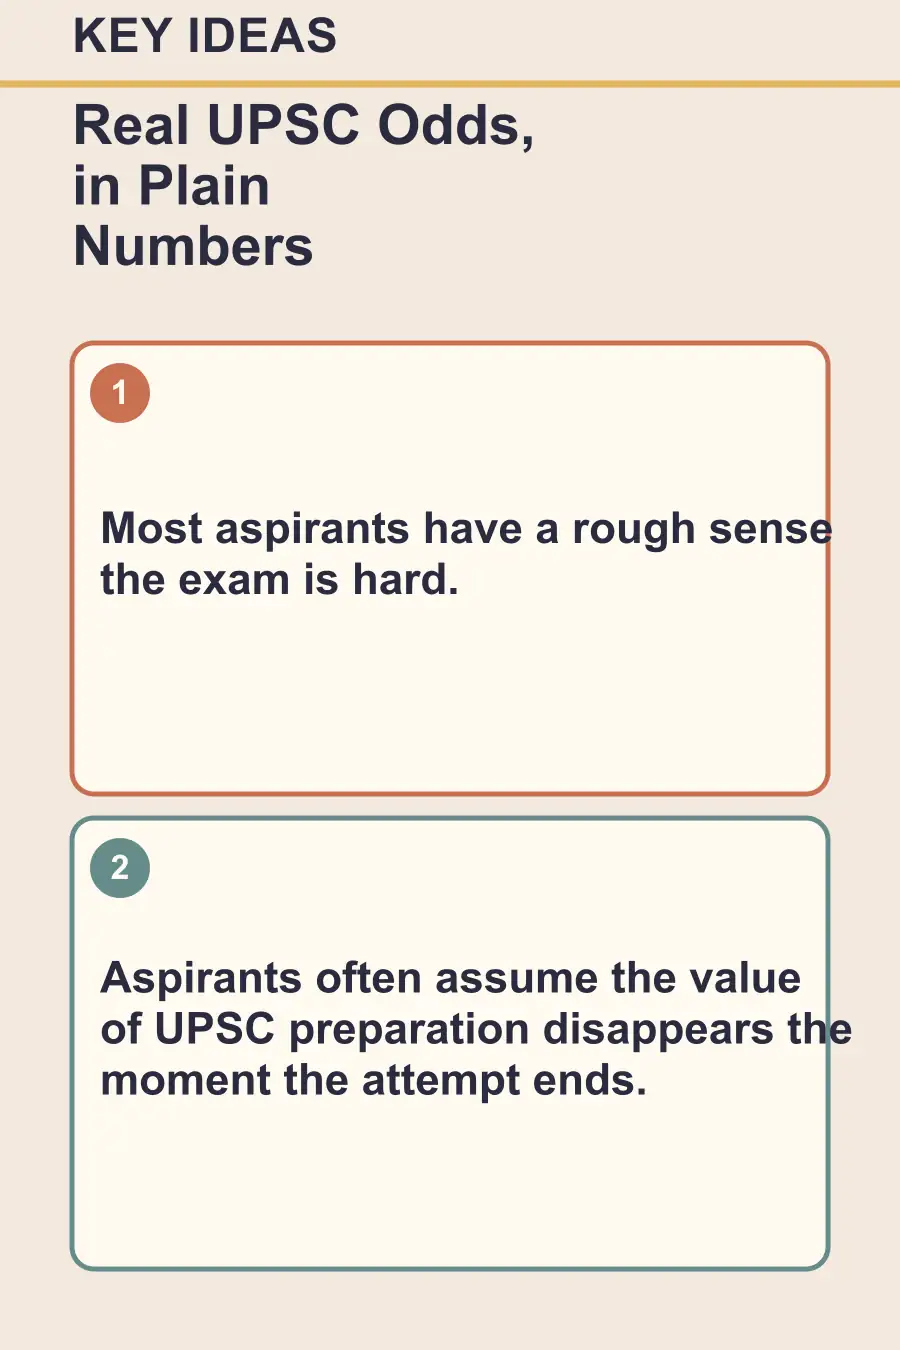 KEY IDEAS
Real UPSC Odds,
in Plain
Numbers
1
Most aspirants have a rough sense
the exam is hard.
2
Aspirants often assume the value
of UPSC preparation disappears the
moment the attempt ends.